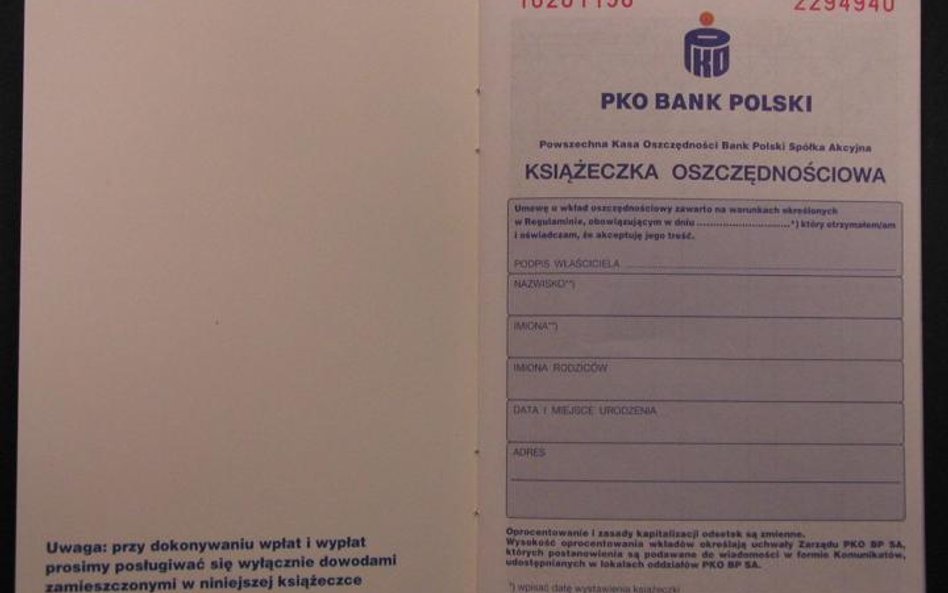 Uwaga: przy dokonywaniu wpłat i wypłat
prosimy posługiwać się wyłącznie dowodami
zamieszczonymi w niniejszej książeczce
2294940
PKO
PKO BANK POLSKI
Powszechna Kasa Oszczędności Bank Polski Spółka Akcyjna
KSIĄŻECZKA OSZCZĘDNOŚCIOWA
Umowę o wkład oszczędnościowy zawarto na warunkach określonych
w Regulaminie, obowiązującym w dniu ..............................*) który otrzymałem/am
i oświadczam, że akceptuję jego treść.
PODPIS WŁAŚCICIELA
NAZWISKO**)
IMIONA**)
IMIONA RODZICÓW
DATA I MIEJSCE URODZENIA
ADRES
Oprocentowanie i zasady kapitalizacji odsetek są zmienne.
Wysokość oprocentowania wkładów określają uchwały Zarządu PKO BP SA,
których postanowienia są podawane do wiadomości w formie Komunikatów,
udostępnianych w lokalach oddziałów PKO BP SA.
*) wpisać datę wystawienia książeczki